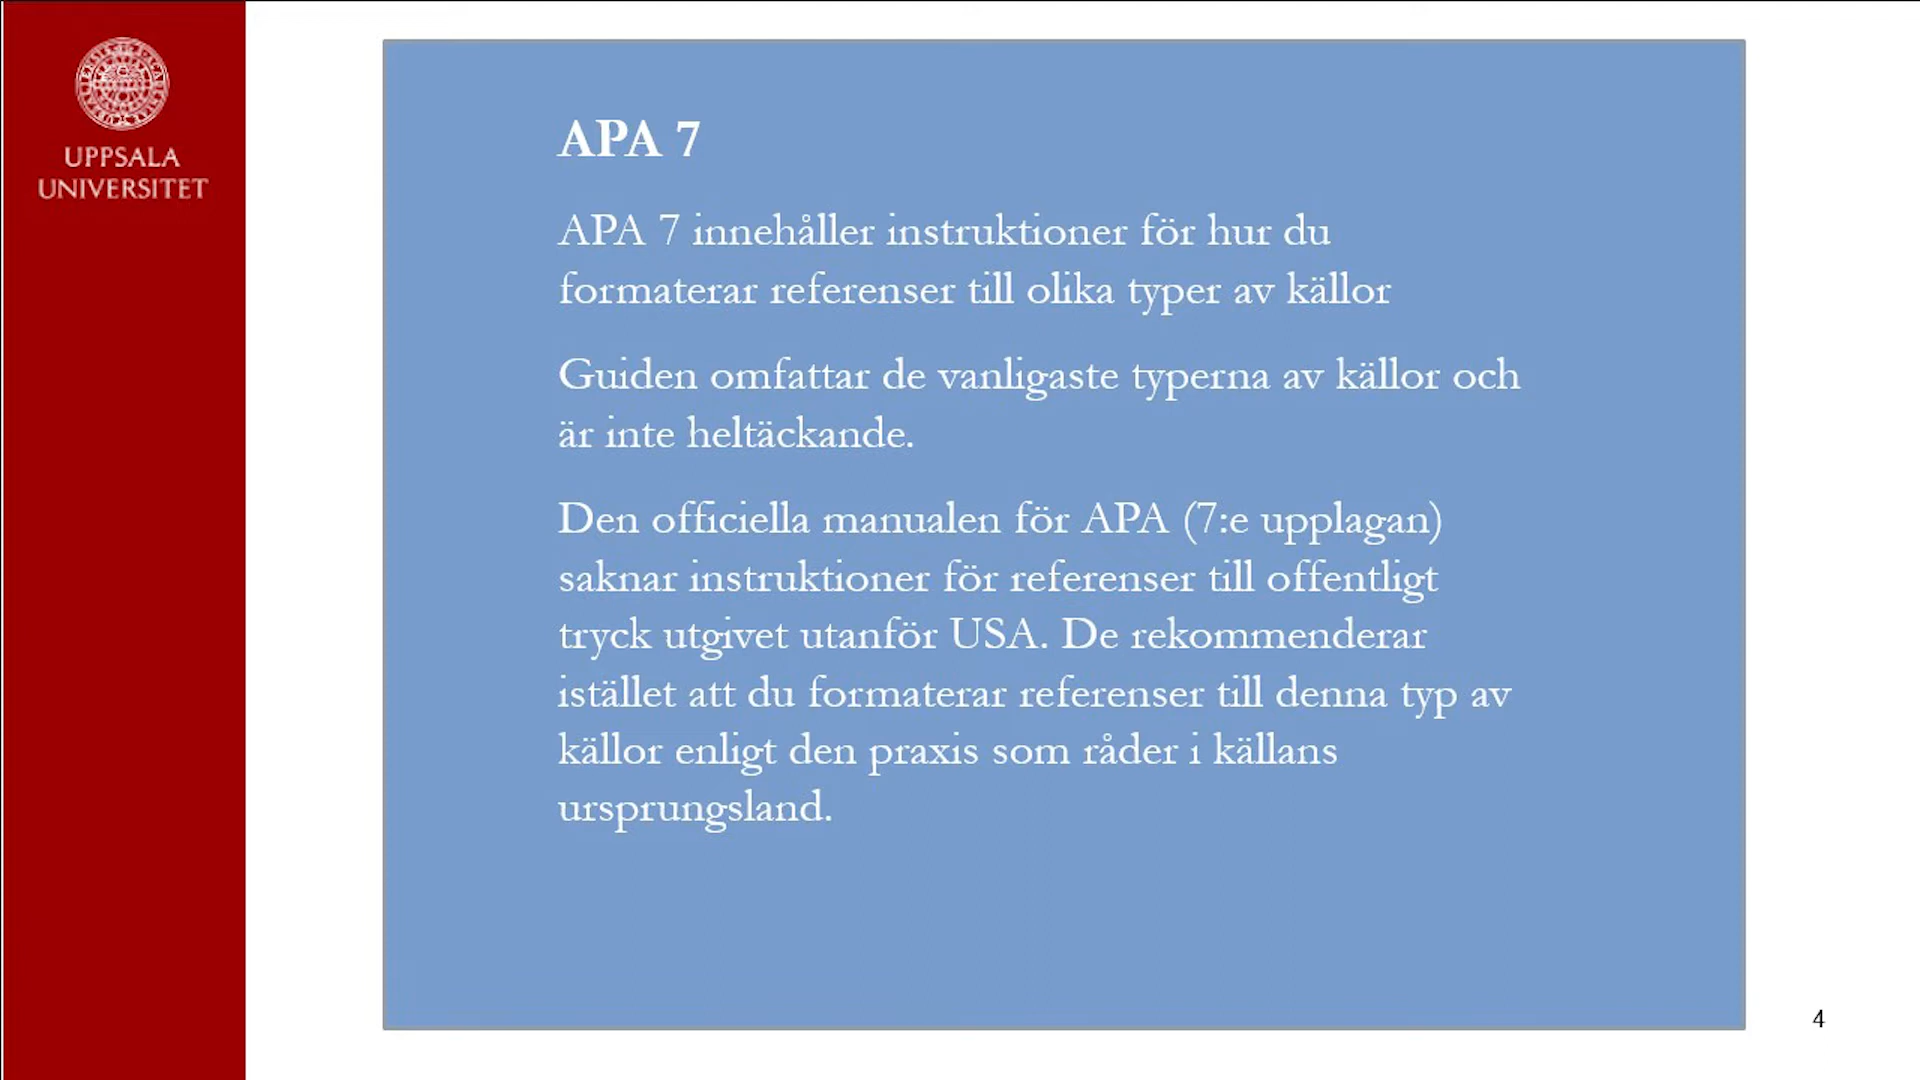 UPPSALA
UNIVERSITET
APA 7
APA 7 innehåller instruktioner för hur du
formaterar referenser till olika typer av källor
Guiden omfattar de vanligaste typerna av källor och
är inte heltäckande.
Den officiella manualen för APA (7:e upplagan)
saknar instruktioner för referenser till offentligt
tryck utgivet utanför USA. De rekommenderar
istället att du formaterar referenser till denna typ av
källor enligt den praxis som råder i källans
ursprungsland.
4